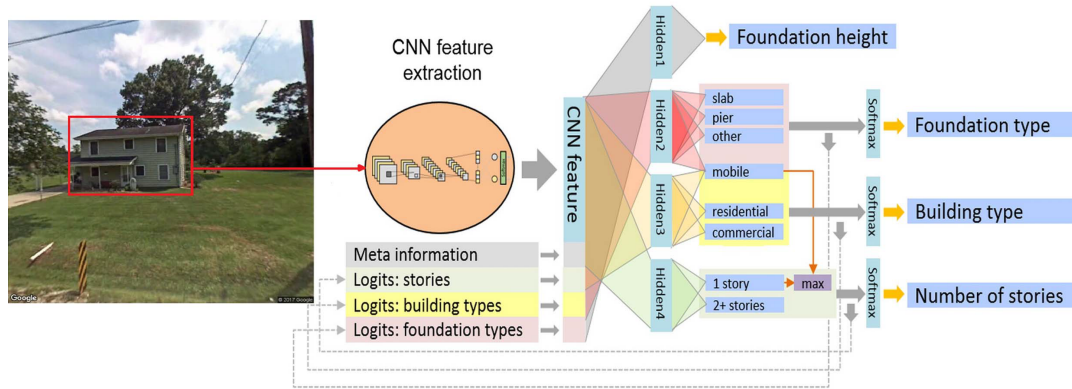 CNN feature
extraction
CNN feature
Hidden1
Hidden2
Hidden3
Hidden4
Foundation height
slab
pier
other
mobile
residential
commercial
1 story
2+ stories
max
Softmax
Softmax
Softmax
Foundation type
Building type
Number of stories
Meta information
Logits: stories
Logits: building types
Logits: foundation types
Google
© 2017 Google